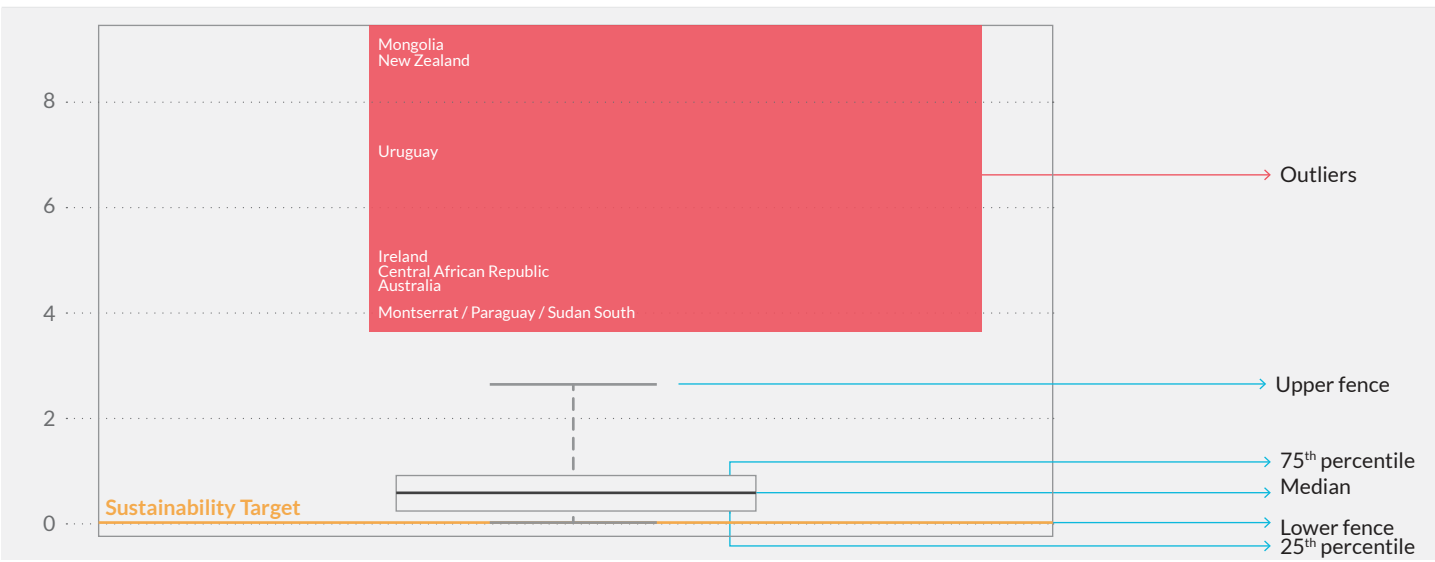 Mongolia
New Zealand
8
Uruguay
Outliers
6
Ireland
Central African Republic
Australia
4
Montserrat / Paraguay / Sudan South
Upper fence
2
75th percentile
Median
Sustainability Target
0
Lower fence
25th percentile